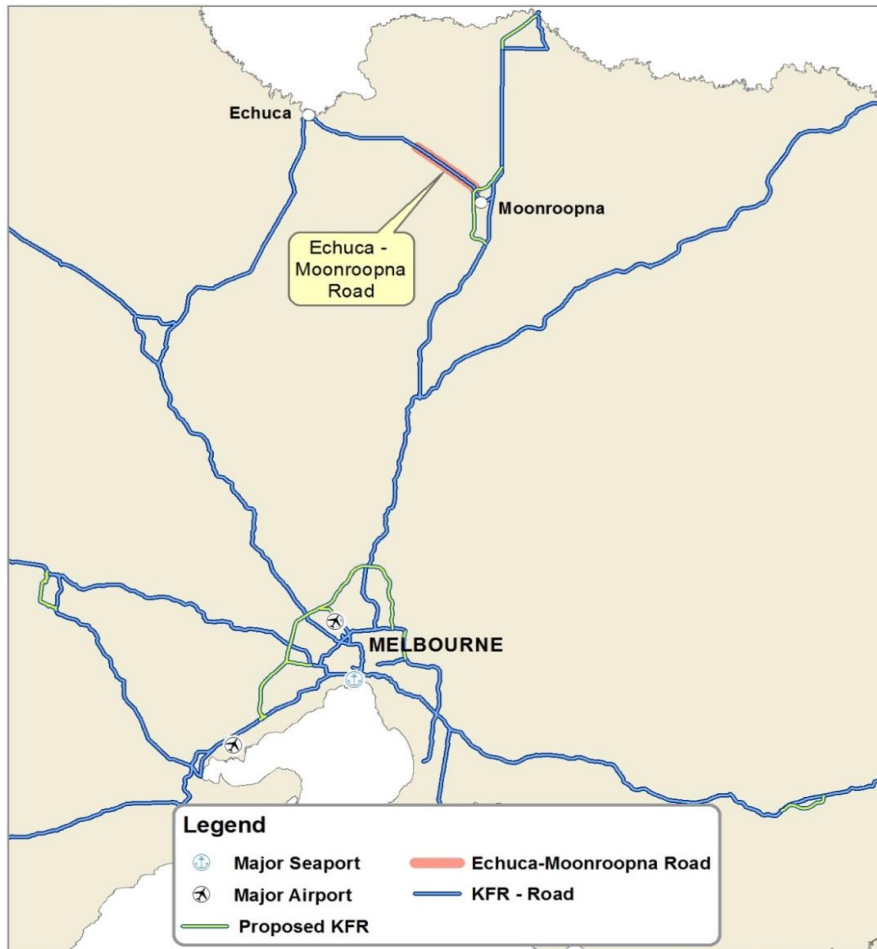 Echuca
Moonroopna
Echuca -
Moonroopna
Road
MELBOURNE
Legend
Major Seaport
Echuca-Moonroopna Road
Major Airport
KFR - Road
Proposed KFR